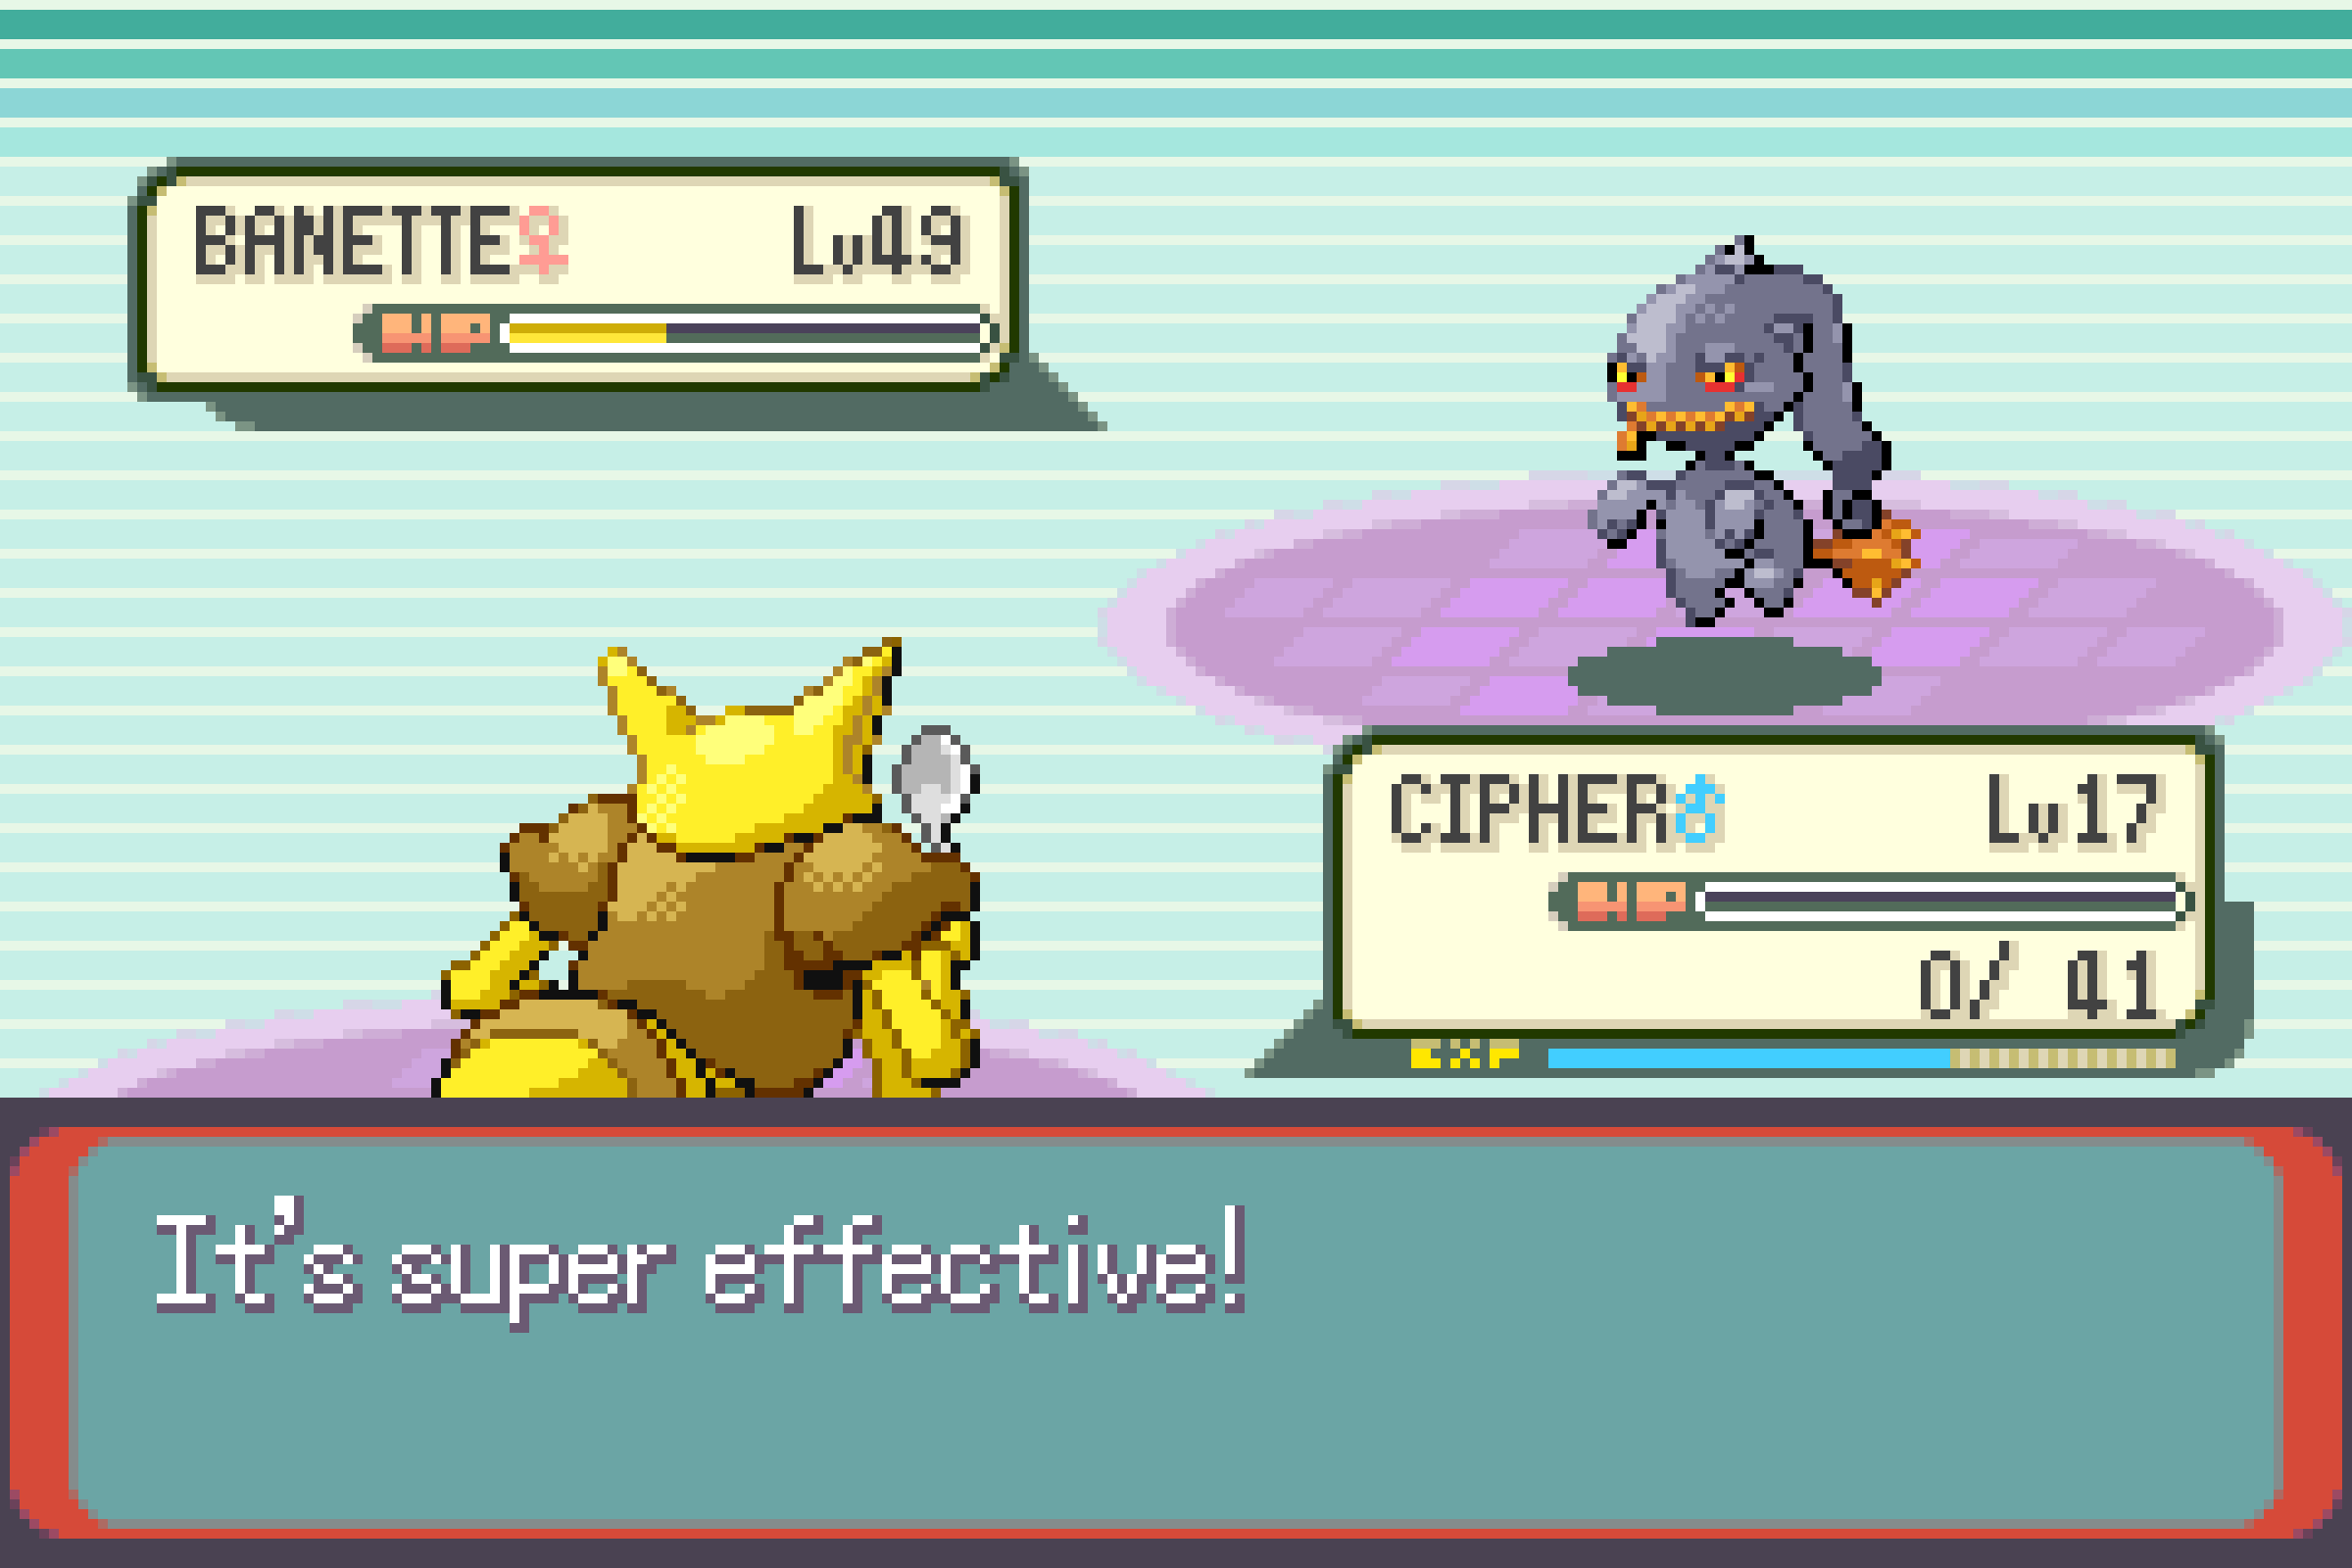 BANETTE♀ Lv49
HP
CIPHER♂ Lv17
HP
0/ 41
EXP
It's super effective!